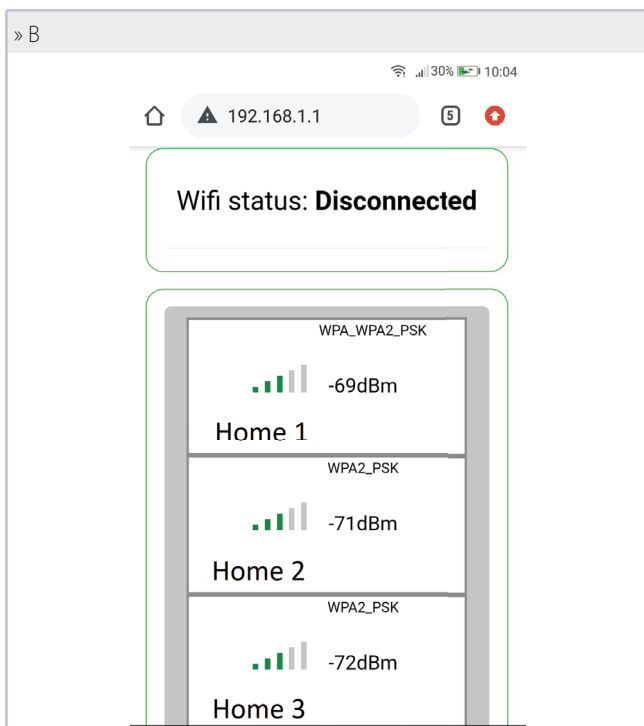 » B
30% 10:04
192.168.1.1 5
Wifi status: Disconnected
WPA_WPA2_PSK
-69dBm
Home 1
WPA2_PSK
-71dBm
Home 2
WPA2_PSK
-72dBm
Home 3